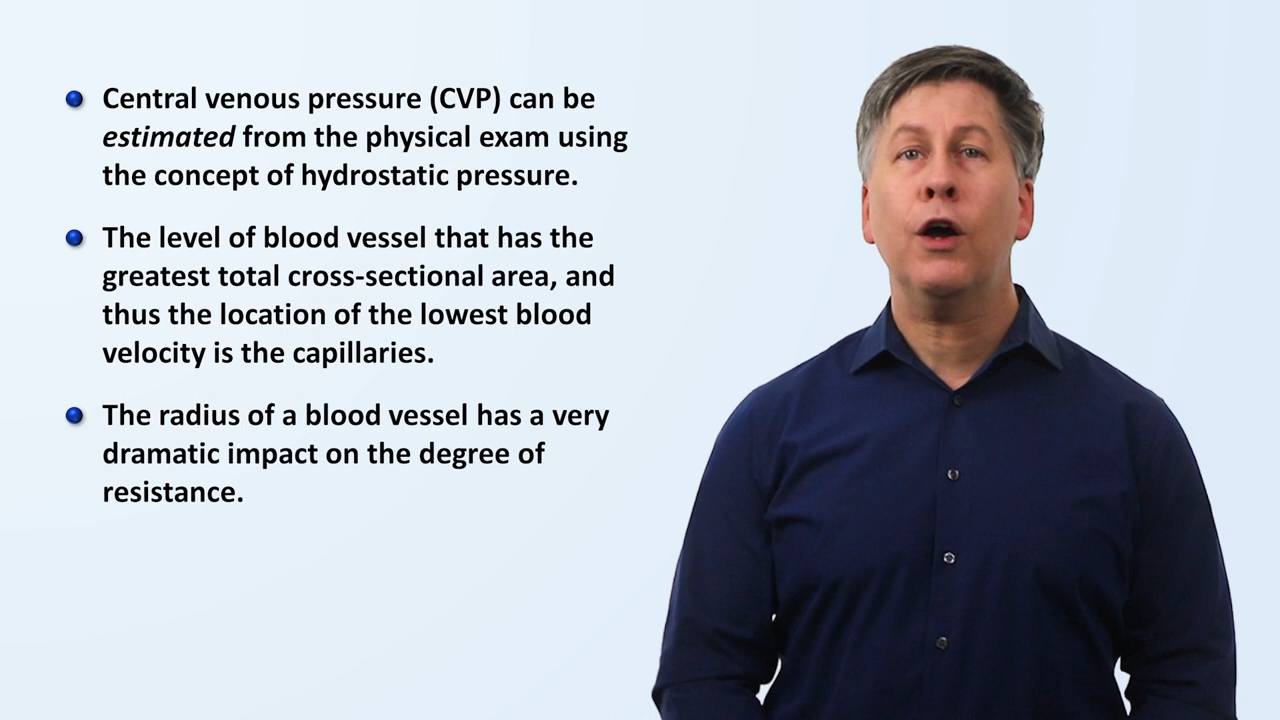 Central venous pressure (CVP) can be
estimated from the physical exam using
the concept of hydrostatic pressure.
The level of blood vessel that has the
greatest total cross-sectional area, and
thus the location of the lowest blood
velocity is the capillaries.
The radius of a blood vessel has a very
dramatic impact on the degree of
resistance.